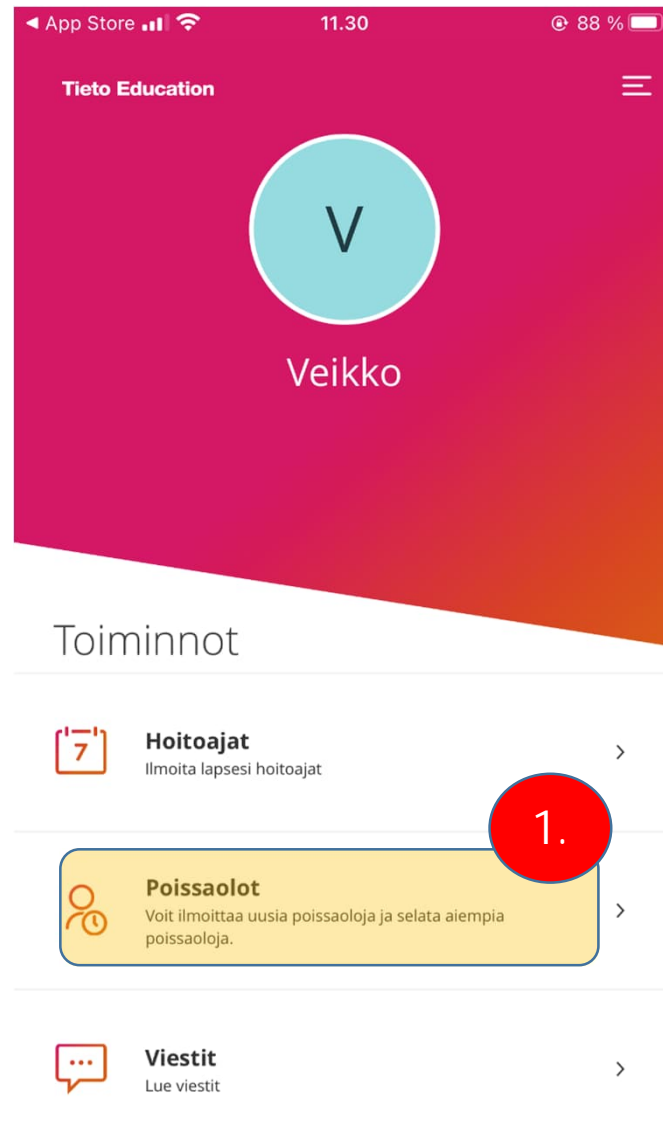 ◄ App Store 11.30 88 %
Tieto Education
V
Veikko
Toiminnot
7
Hoitoajat
Ilmoita lapsesi hoitoajat
1.
Poissaolot
Voit ilmoittaa uusia poissaoloja ja selata aiempia
poissaoloja.
Viestit
Lue viestit